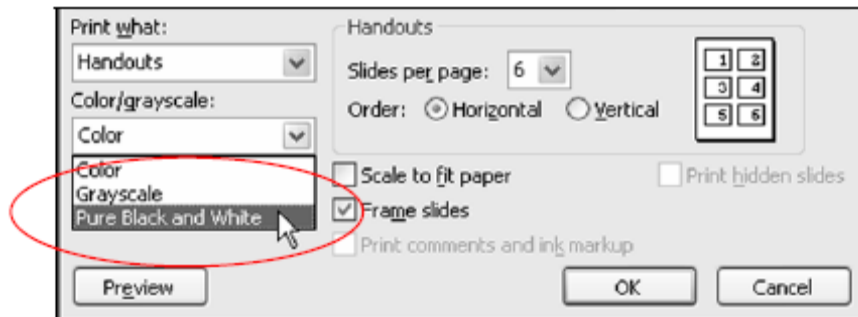 Print what:
Handouts
Color/grayscale:
Color
Color
Grayscale
Pure Black and White
Preview
Handouts
Slides per page: 6
Order: Horizontal Vertical
1 2
3 4
5 6
Scale to fit paper
Print hidden slides
Frame slides
Print comments and ink markup
OK
Cancel